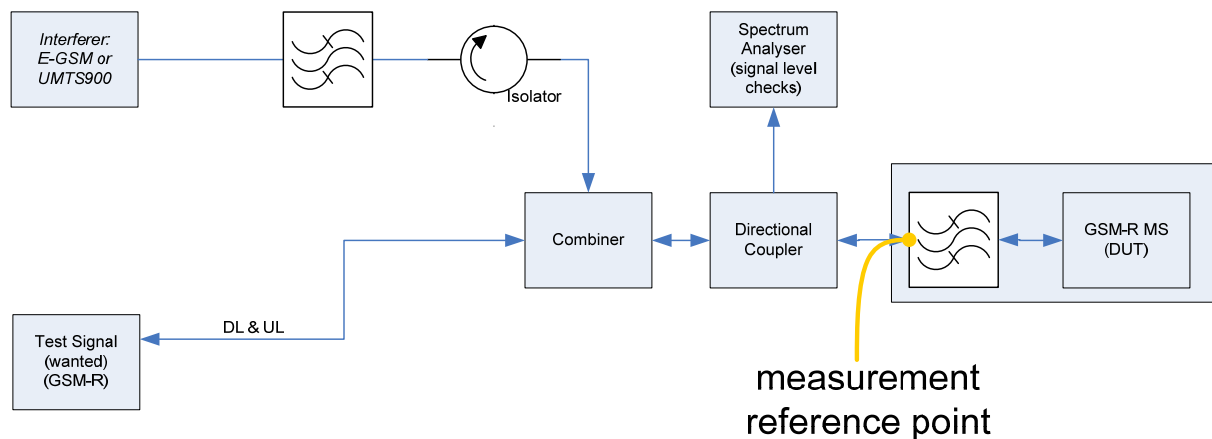 Interferer:
E-GSM or
UMTS900
Isolator
Spectrum
Analyser
(signal level
checks)
Combiner
Directional
Coupler
GSM-R MS
(DUT)
DL & UL
Test Signal
(wanted)
(GSM-R)
measurement
reference point